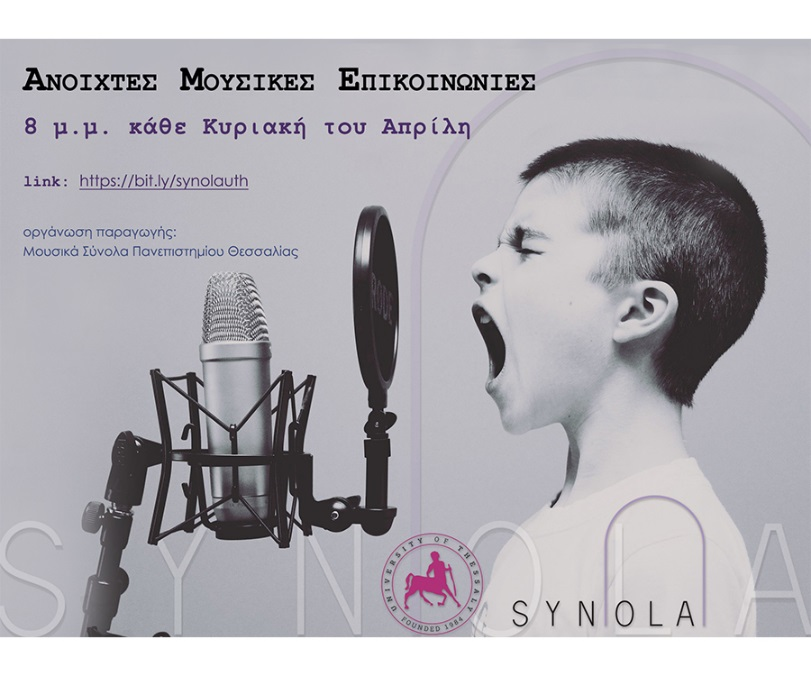 Ανοιχτες Μουσικες Επικοινωνιες
8 μ.μ. κάθε Κυριακή του Απρίλη
link: https://bit.ly/synolauth
οργάνωση παραγωγής:
Μουσικά Σύνολα Πανεπιστημίου Θεσσαλίας
RODE
SYNOLA
UNIVERSITY OF THESSALY
FOUNDED 1984
SYNOLA